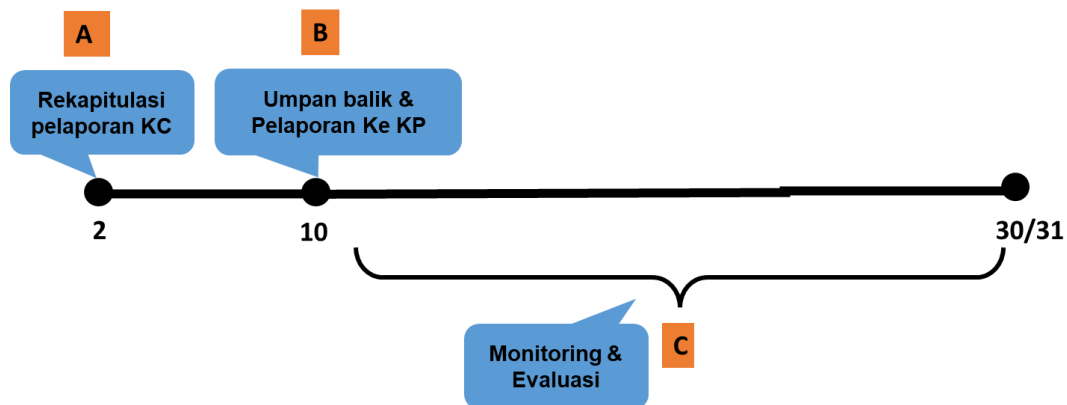 A
B
Rekapitulasi
pelaporan KC
Umpan balik &
Pelaporan Ke KP
2
10
30/31
Monitoring &
Evaluasi
C